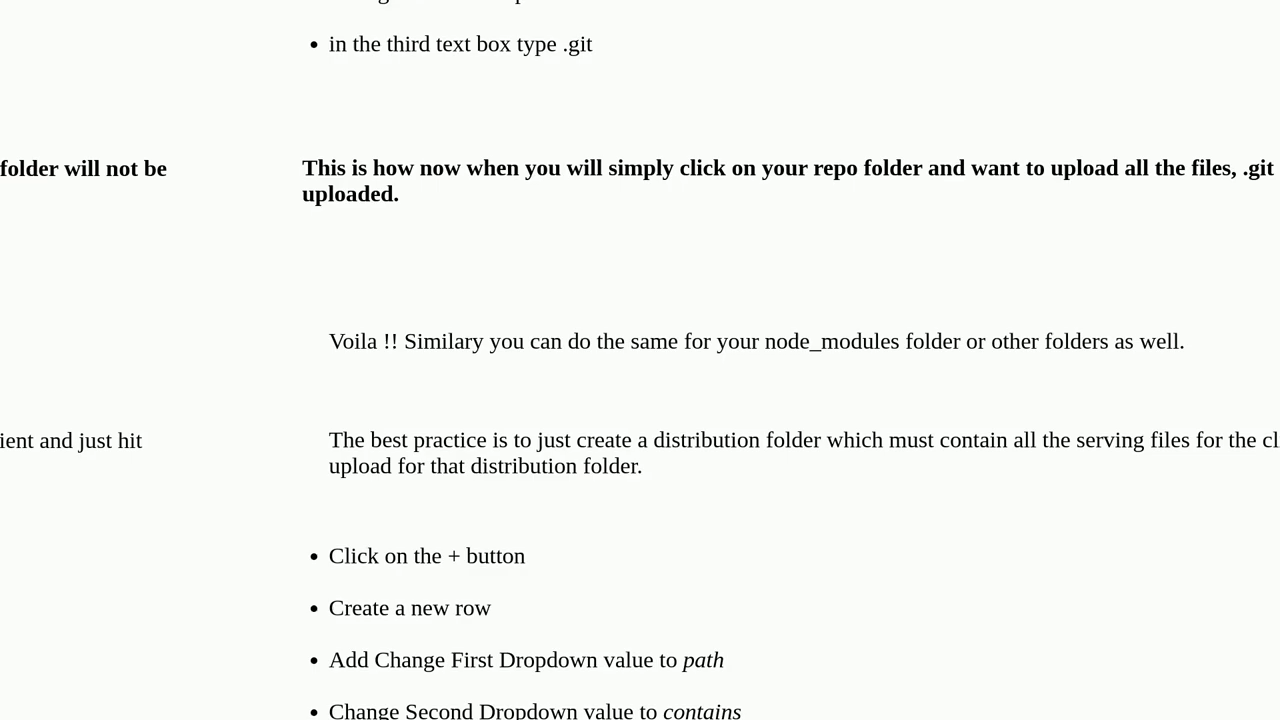 • in the third text box type .git
This is how now when you will simply click on your repo folder and want to upload all the files, .git
folder will not be
uploaded.
Voila !! Similary you can do the same for your node_modules folder or other folders as well.
The best practice is to just create a distribution folder which must contain all the serving files for the cl
ient and just hit
upload for that distribution folder.
• Click on the + button
• Create a new row
• Add Change First Dropdown value to path
• Change Second Dropdown value to contains